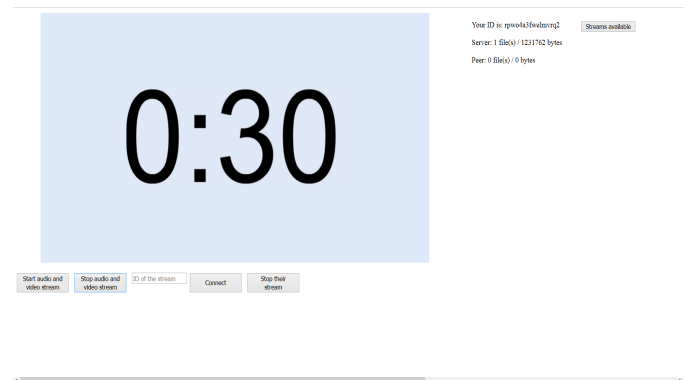 0:30
Your ID is: rpwo4a3fwelmvrq2
Streams available
Server: 1 file(s) / 1231762 bytes
Peer: 0 file(s) / 0 bytes
Start audio and
video stream
Stop audio and
video stream
ID of the stream
Connect
Stop their
stream